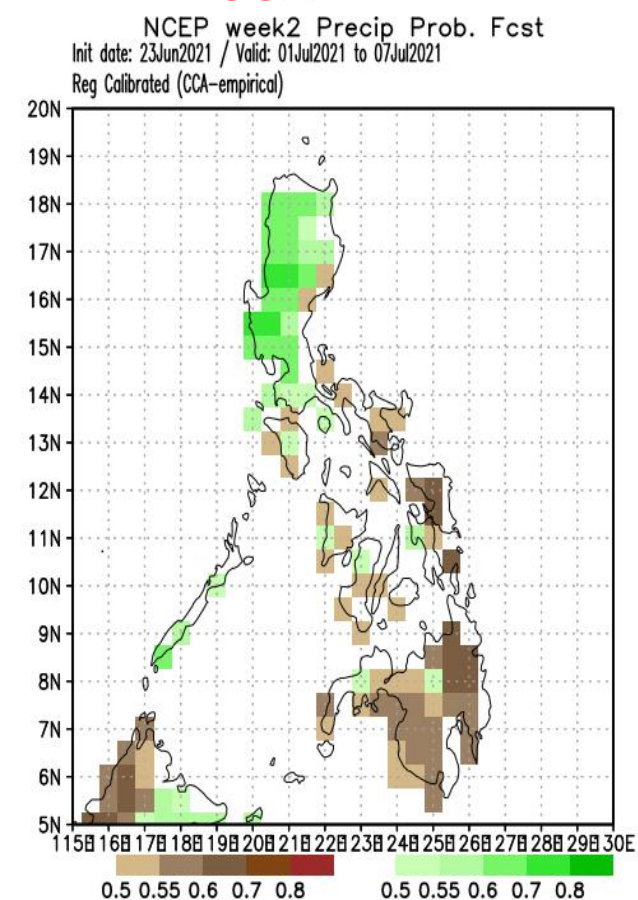 NCEP week2 Precip Prob. Fcst
Init date: 23Jun2021 / Valid: 01Jul2021 to 07Jul2021
Reg Calibrated (CCA-empirical)
20N
19N
18N
17N
16N
15N
14N
13N
12N
11N
10N
9N
8N
7N
6N
5N
115E 116E 117E 118E 119E 120E 121E 122E 123E 124E 125E 126E 127E 128E 129E 130E
0.5 0.55 0.6 0.7 0.8 0.5 0.55 0.6 0.7 0.8